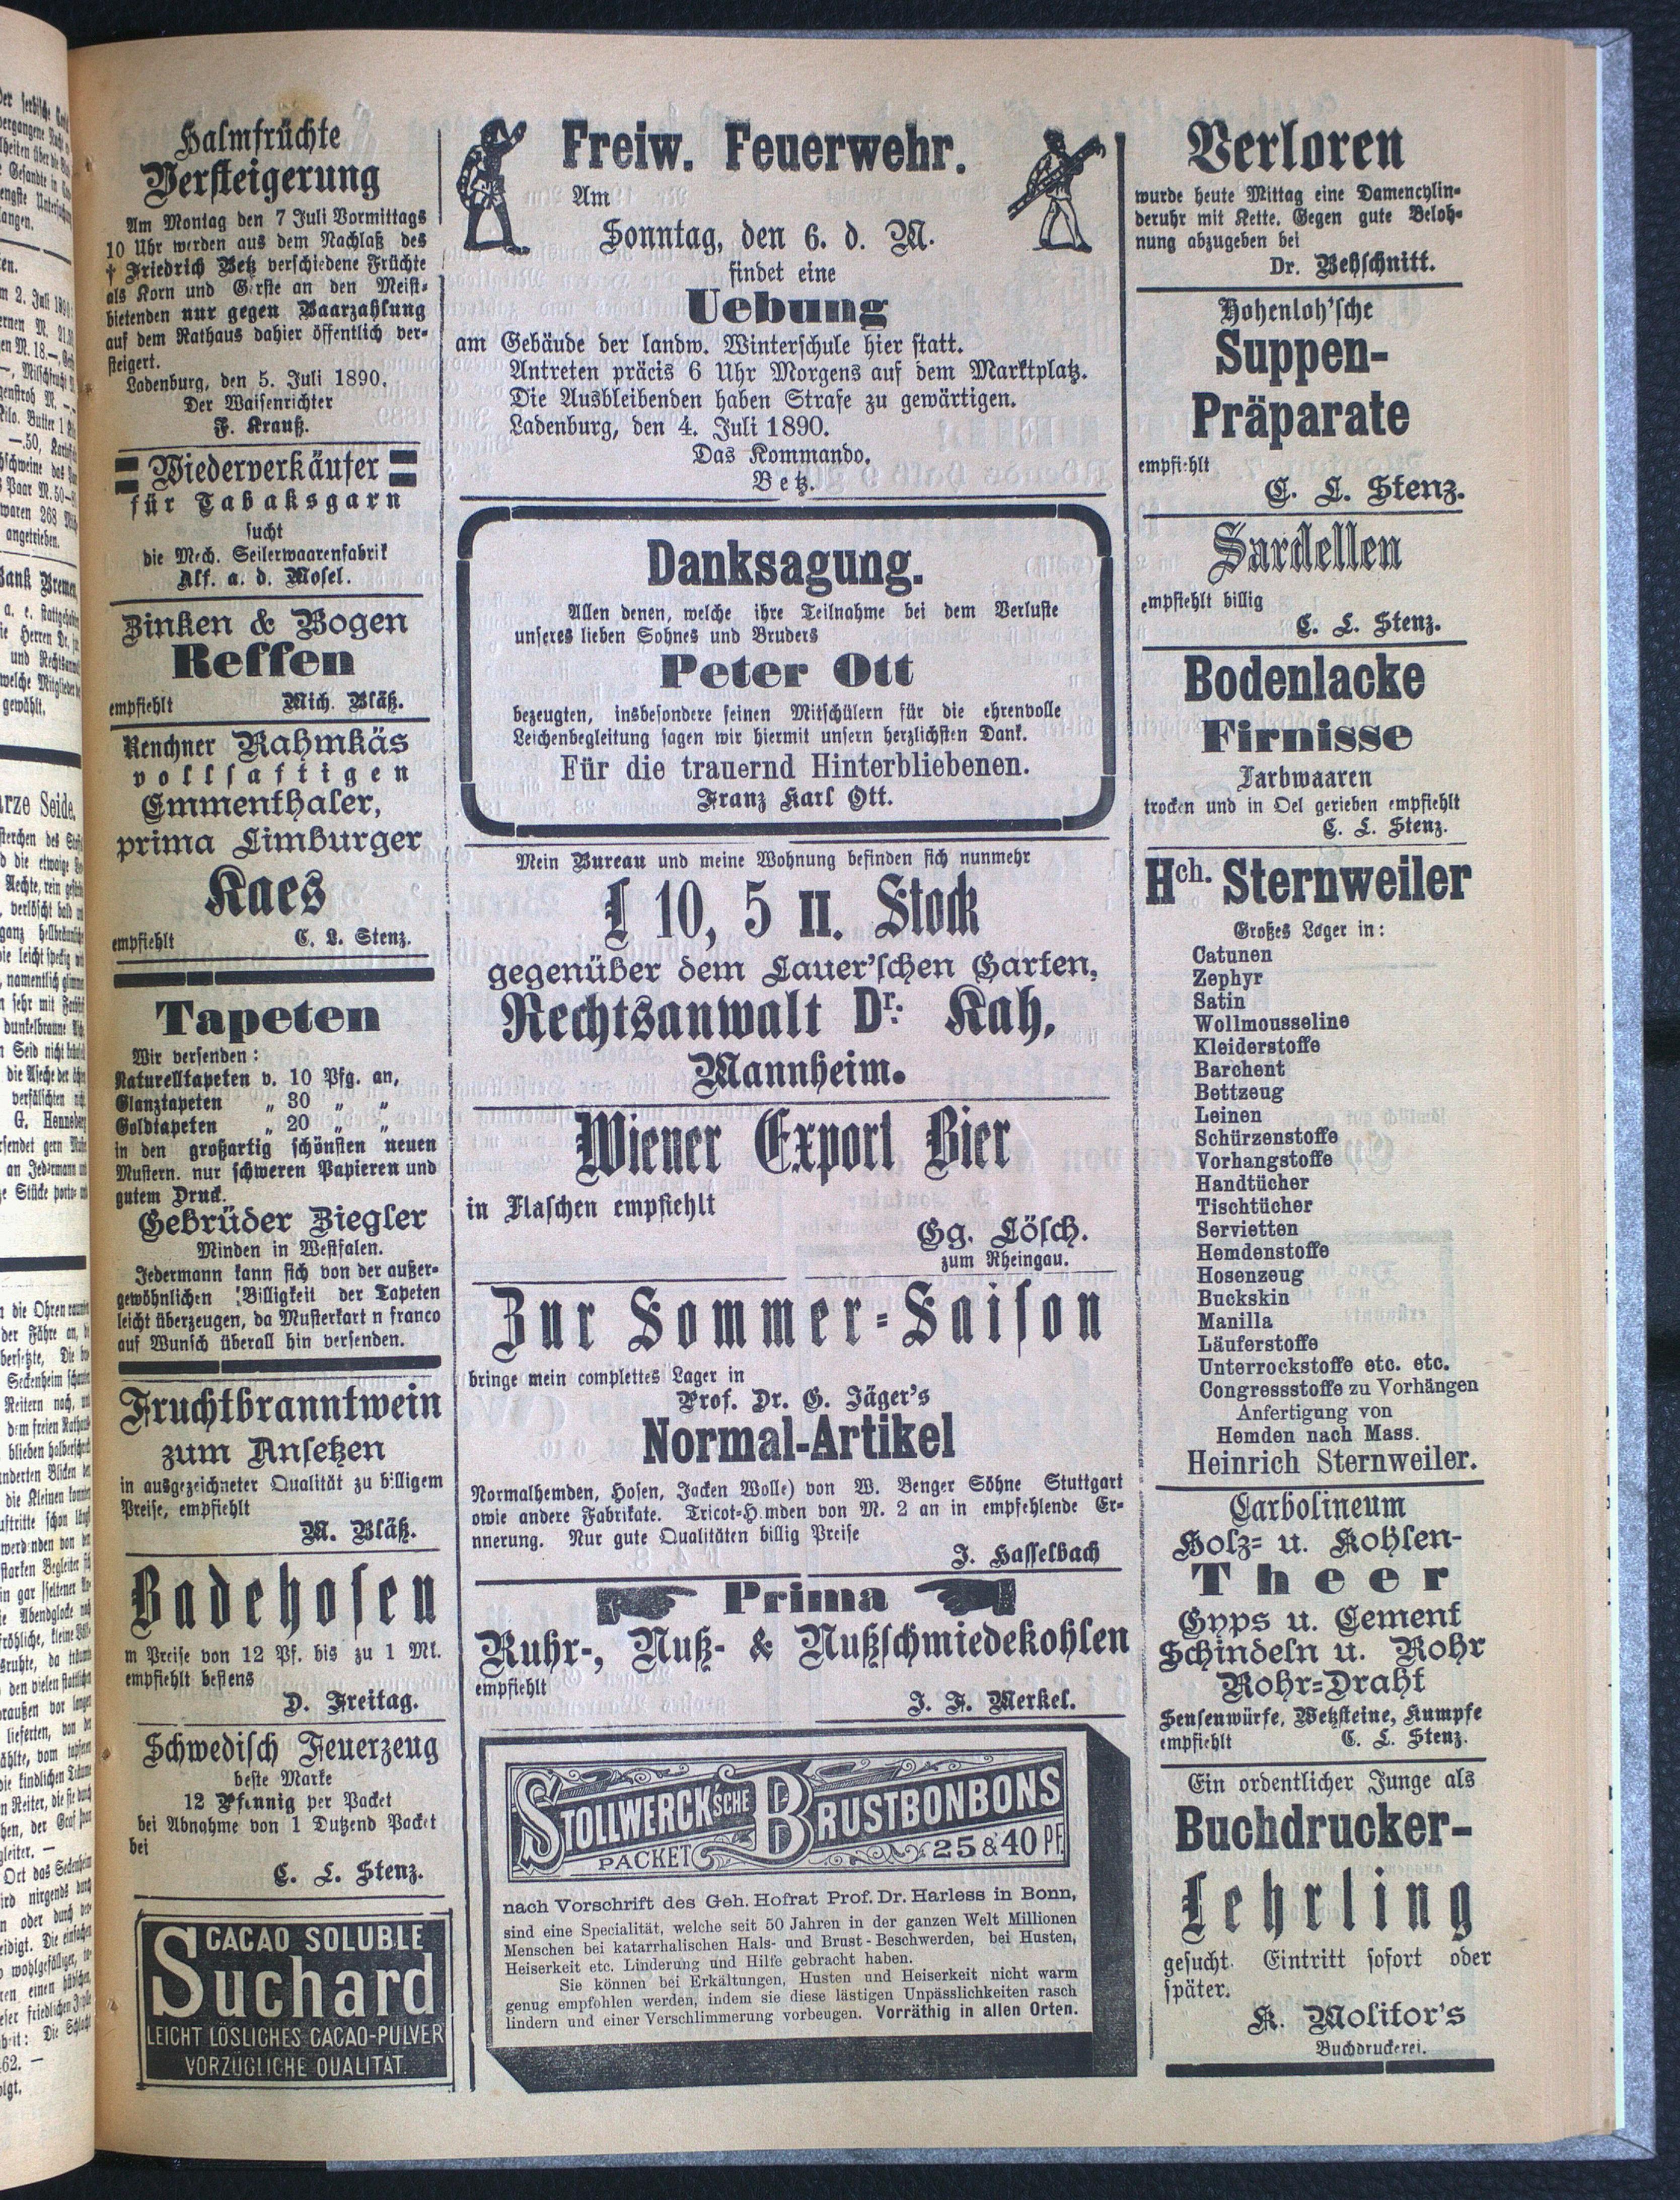 Halmfrüchte
Versteigerung
Am Montag den 7 Juli Vormittags
10 Uhr werden aus dem Nachlaß des
† Friedrich Betz verschiedene Früchte
als Korn und Gerste an den Meist-
bietenden nur gegen Baarzahlung
auf dem Rathaus dahier öffentlich ver-
steigert.
Ladenburg, den 5. Juli 1890.
Der Waisenrichter
F. Krauß.
Wiederverkäufer
für Tabaksgarn
sucht
die Mech. Seilerwaarenfabrik
Alf. a. d. Mosel.
Zinken & Bogen
Reffen
empfiehlt Mich. Bläß.
Renchner Rahmkäs
vollsaftigen
Emmenthaler,
prima Limburger
Kaes
empfiehlt C. L. Stenz.
Tapeten
Wir versenden:
Naturelltapeten v. 10 Pfg. an,
Glanztapeten „ 30 „ „
Goldtapeten „ 20 „ „
in den großartig schönsten neuen
Mustern. nur schweren Papieren und
gutem Druck.
Gebrüder Ziegler
Minden in Westfalen.
Jedermann kann sich von der außer-
gewöhnlichen Billigkeit der Tapeten
leicht überzeugen, da Musterkart n franco
auf Wunsch überall hin versenden.
Fruchtbranntwein
zum Ansetzen
in ausgezeichneter Qualität zu billigem
Preise, empfiehlt
M. Bläß.
Badehosen
m Preise von 12 Pf. bis zu 1 Mk.
empfiehlt bestens
D. Freitag.
Schwedisch Feuerzeug
beste Marke
12 Pfennig per Packet
bei Abnahme von 1 Dutzend Packet
bei
C. L. Stenz.
CACAO SOLUBLE
Suchard
LEICHT LÖSLICHES CACAO-PULVER
VORZÜGLICHE QUALITAT.
Freiw. Feuerwehr.
Am
Sonntag, den 6. d. M.
findet eine
Uebung
am Gebäude der landw. Winterschule hier statt.
Antreten präcis 6 Uhr Morgens auf dem Marktplatz.
Die Ausbleibenden haben Strafe zu gewärtigen.
Ladenburg, den 4. Juli 1890.
Das Kommando.
Betz.
Danksagung.
Allen denen, welche ihre Teilnahme bei dem Verluste
unseres lieben Sohnes und Bruders
Peter Ott
bezeugten, insbesondere seinen Mitschülern für die ehrenvolle
Leichenbegleitung sagen wir hiermit unsern herzlichsten Dank.
Für die trauernd Hinterbliebenen.
Franz Karl Ott.
Mein Bureau und meine Wohnung befinden sich nunmehr
10, 5 II. Stock
gegenüber dem Lauer'schen Garten,
Rechtsanwalt Dr. Kah,
Mannheim.
Wiener Export Bier
in Flaschen empfiehlt
Gg. Lösch.
zum Rheingau.
Zur Sommer-Saison
bringe mein complettes Lager in
Prof. Dr. G. Jäger's
Normal-Artikel
Normalhemden, Hosen, Jacken Wolle) von W. Benger Söhne Stuttgart
owie andere Fabrikate. Tricot-H mden von M. 2 an in empfehlende Er-
nnerung. Nur gute Qualitäten billig Preise
J. Hasselbach
Prima
Ruhr-, Nuß- & Nußschmiedekohlen
empfiehlt
J. F. Merkel.
STOLLWERCK'SCHE BRUSTBONBONS
PACKET 25 & 40 PF.
nach Vorschrift des Geh. Hofrat Prof. Dr. Harless in Bonn,
sind eine Specialität, welche seit 50 Jahren in der ganzen Welt Millionen
Menschen bei katarrhalischen Hals- und Brust-Beschwerden, bei Husten,
Heiserkeit etc. Linderung und Hilfe gebracht haben.
Sie können bei Erkältungen, Husten und Heiserkeit nicht warm
genug empfohlen werden, indem sie diese lästigen Unpässlichkeiten rasch
lindern und einer Verschlimmerung vorbeugen. Vorräthig in allen Orten.
Verloren
wurde heute Mittag eine Damencylin-
deruhr mit Kette. Gegen gute Beloh-
nung abzugeben bei
Dr. Behschnitt.
Hohenloh'sche
Suppen-
Präparate
empfiehlt
C. L. Stenz.
Sardellen
empfiehlt billig
C. L. Stenz.
Bodenlacke
Firnisse
Farbwaaren
trocken und in Oel gerieben empfiehlt
C. L. Stenz.
Hch. Sternweiler
Großes Lager in:
Catunen
Zephyr
Satin
Wollmousseline
Kleiderstoffe
Barchent
Bettzeug
Leinen
Schürzenstoffe
Vorhangstoffe
Handtücher
Tischtücher
Servietten
Hemdenstoffe
Hosenzeug
Buckskin
Manilla
Läuferstoffe
Unterrockstoffe etc. etc.
Congressstoffe zu Vorhängen
Anfertigung von
Hemden nach Mass.
Heinrich Sternweiler.
Carbolineum
Holz- u. Kohlen-
Theer
Gyps u. Cement
Schindeln u. Rohr
Rohr-Draht
Sensenwürfe, Wetzsteine, Kumpfe
empfiehlt C. L. Stenz.
Ein ordentlicher Junge als
Buchdrucker-
Lehrling
gesucht. Eintritt sofort oder
später.
K. Molitor's
Buchdruckerei.